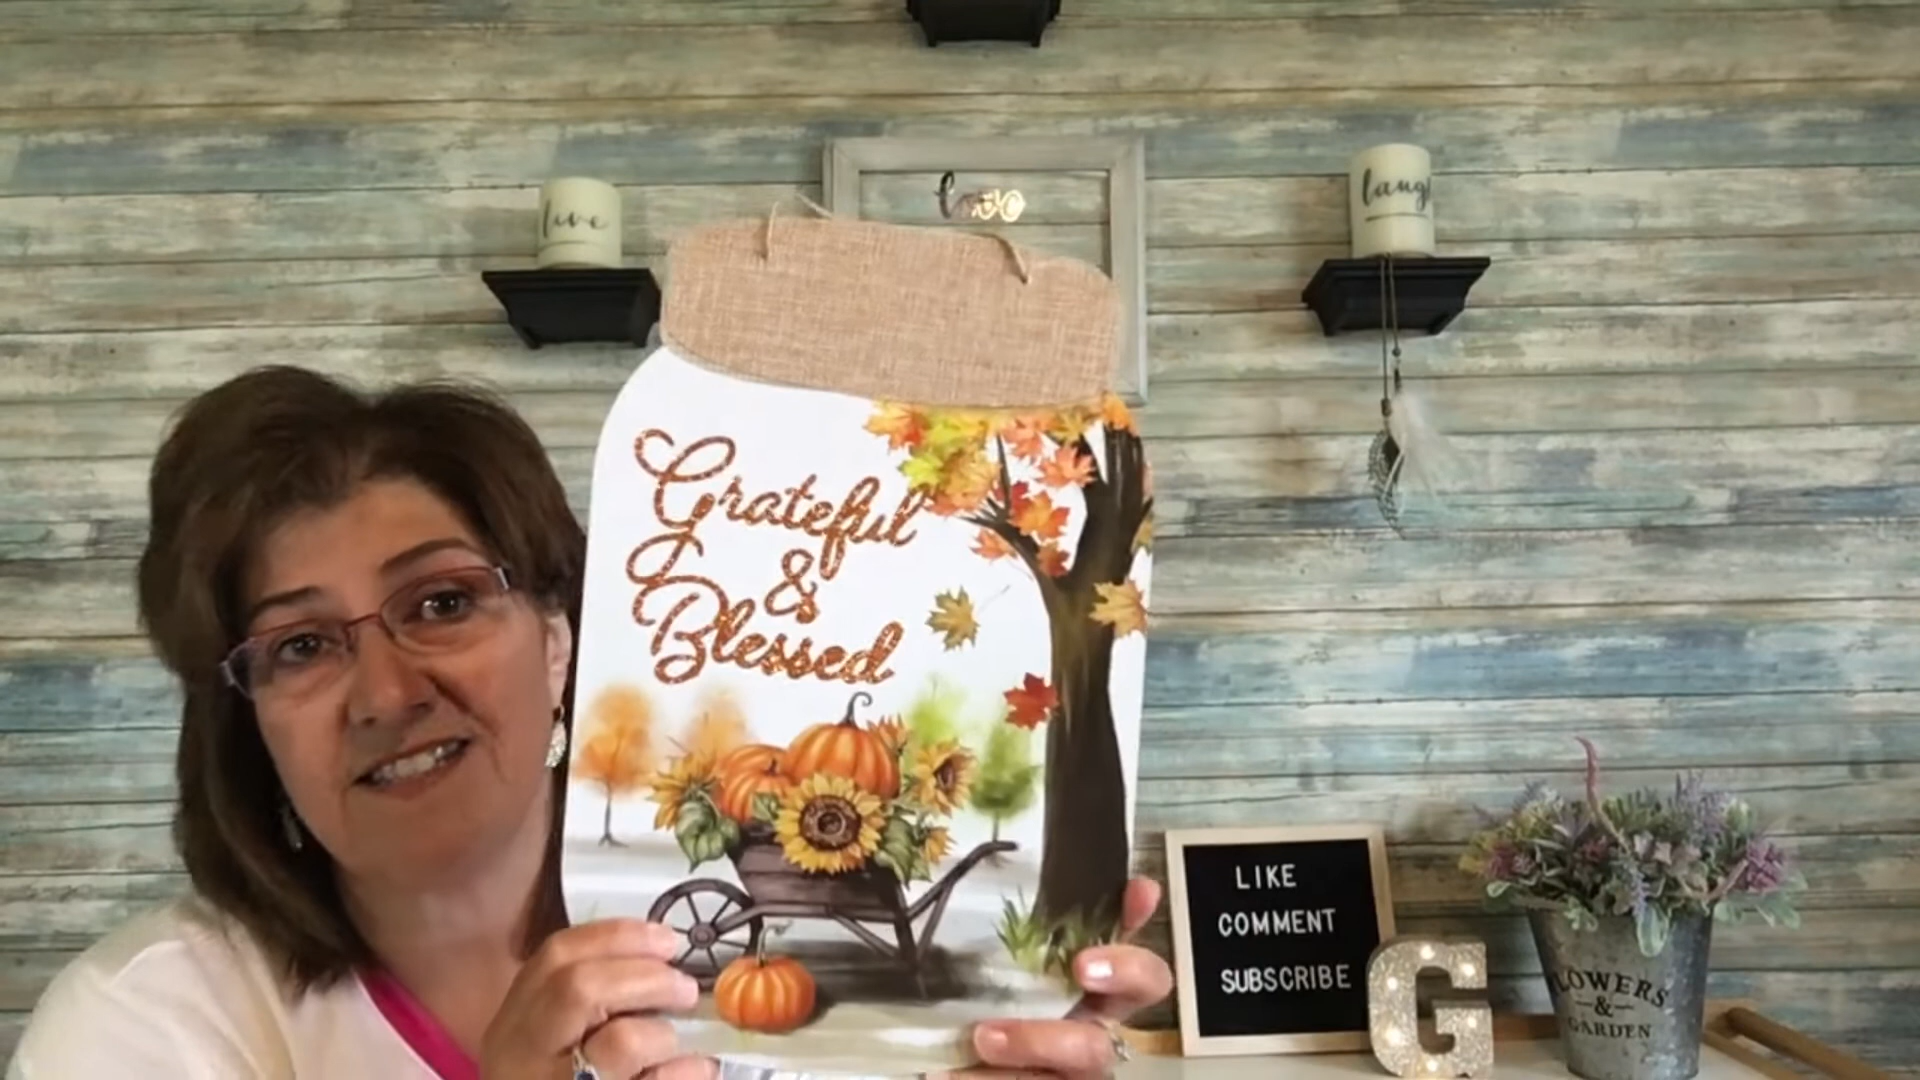 live
love
laugh
Grateful
&
Blessed
LIKE
COMMENT
SUBSCRIBE
G
FLOWERS
&
GARDEN